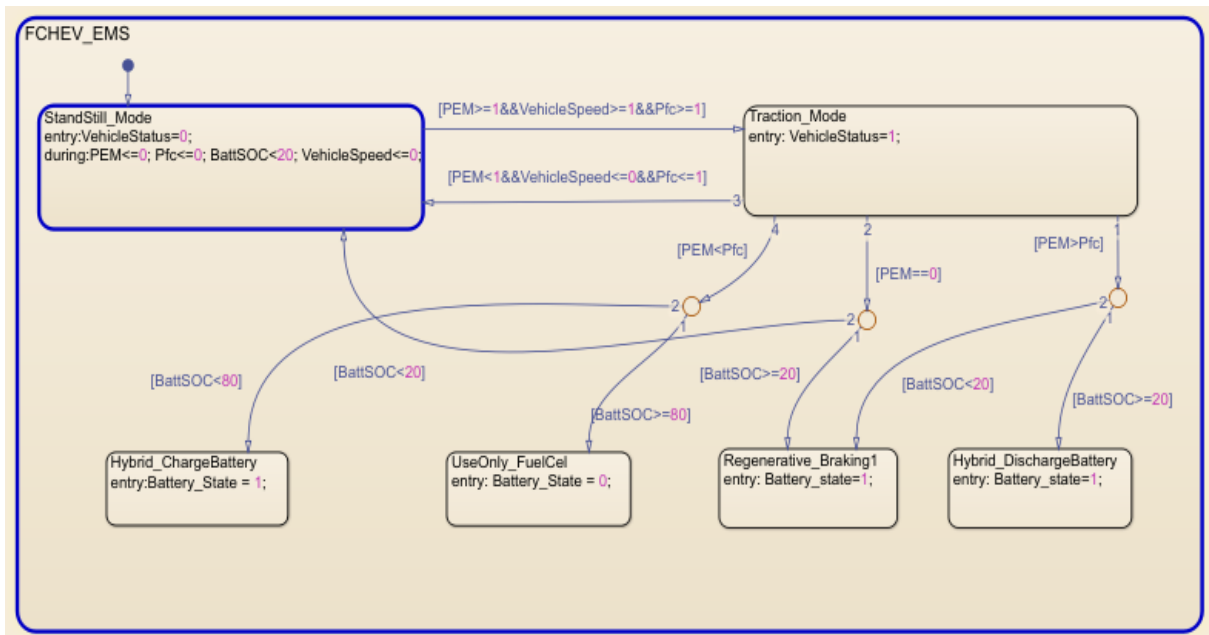 FCHEV_EMS
StandStill_Mode
entry:VehicleStatus=0;
during:PEM<=0; Pfc<=0; BattSOC<20; VehicleSpeed<=0;
[PEM>=1&&VehicleSpeed>=1&&Pfc>=1]
Traction_Mode
entry: VehicleStatus=1;
[PEM<1&&VehicleSpeed<=0&&Pfc<=1]
3
4
2
1
[PEM<Pfc]
[PEM==0]
[PEM>Pfc]
2
1
2
1
2
1
[BattSOC<80]
[BattSOC<20]
[BattSOC>=80]
[BattSOC>=20]
[BattSOC<20]
[BattSOC>=20]
Hybrid_ChargeBattery
entry:Battery_State = 1;
UseOnly_FuelCel
entry: Battery_State = 0;
Regenerative_Braking1
entry: Battery_state=1;
Hybrid_DischargeBattery
entry: Battery_state=1;